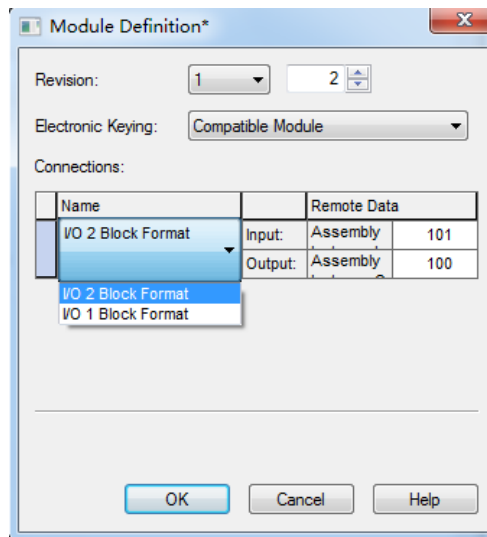 Module Definition*
Revision: 1 2
Electronic Keying: Compatible Module
Connections:
Name Remote Data
I/O 2 Block Format Input: Assembly 101
Output: Assembly 100
I/O 2 Block Format
I/O 1 Block Format
OK Cancel Help